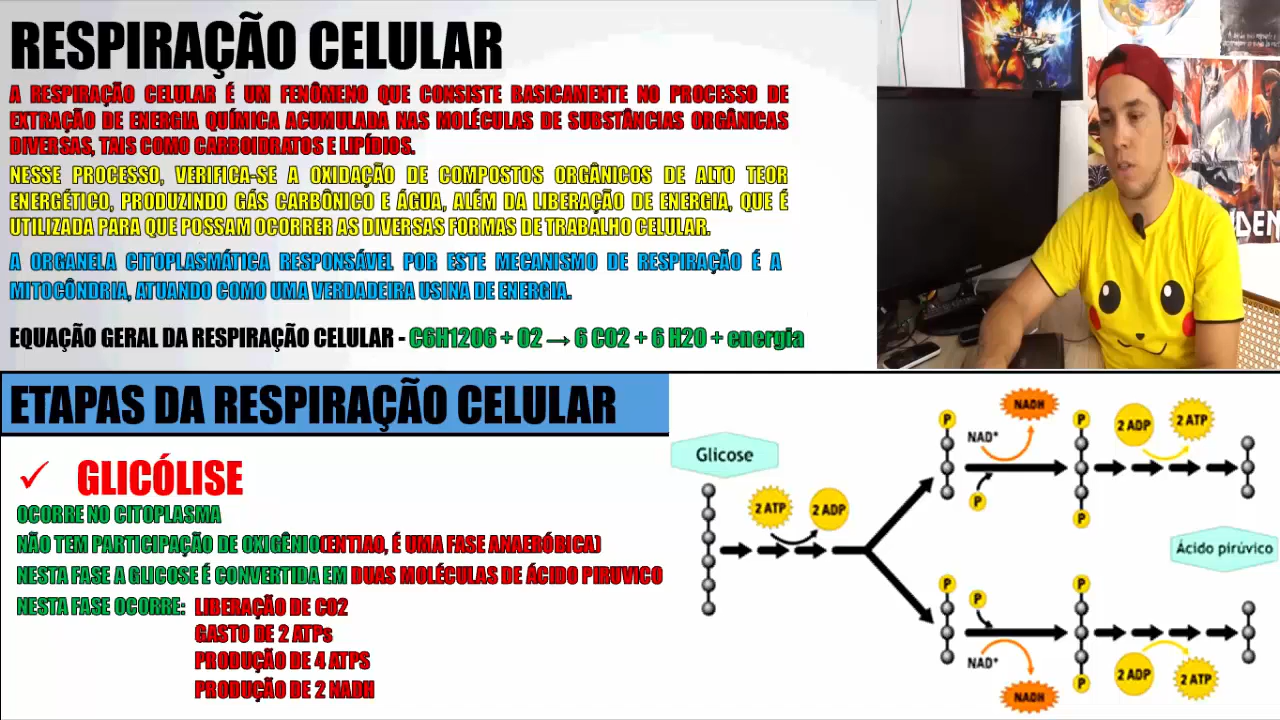 RESPIRAÇÃO CELULAR
A RESPIRAÇÃO CELULAR É UM FENÔMENO QUE CONSISTE BASICAMENTE NO PROCESSO DE
EXTRAÇÃO DE ENERGIA QUÍMICA ACUMULADA NAS MOLÉCULAS DE SUBSTÂNCIAS ORGÂNICAS
DIVERSAS, TAIS COMO CARBOIDRATOS E LIPÍDIOS.
NESSE PROCESSO, VERIFICA-SE A OXIDAÇÃO DE COMPOSTOS ORGÂNICOS DE ALTO TEOR
ENERGÉTICO, PRODUZINDO GÁS CARBÔNICO E ÁGUA, ALÉM DA LIBERAÇÃO DE ENERGIA, QUE É
UTILIZADA PARA QUE POSSAM OCORRER AS DIVERSAS FORMAS DE TRABALHO CELULAR.
A ORGANELA CITOPLASMÁTICA RESPONSÁVEL POR ESTE MECANISMO DE RESPIRAÇÃO É A
MITOCÔNDRIA, ATUANDO COMO UMA VERDADEIRA USINA DE ENERGIA.
EQUAÇÃO GERAL DA RESPIRAÇÃO CELULAR - C6H12O6 + O2 → 6 CO2 + 6 H2O + energia
ETAPAS DA RESPIRAÇÃO CELULAR
✓ GLICÓLISE
OCORRE NO CITOPLASMA
NÃO TEM PARTICIPAÇÃO DE OXIGÊNIO(ENTIAO, É UMA FASE ANAERÓBICA)
NESTA FASE A GLICOSE É CONVERTIDA EM DUAS MOLÉCULAS DE ÁCIDO PIRUVICO
NESTA FASE OCORRE: LIBERAÇÃO DE CO2
GASTO DE 2 ATPs
PRODUÇÃO DE 4 ATPS
PRODUÇÃO DE 2 NADH
Glicose
2 ATP
2 ADP
P
NAD+
NADH
P
P
P
2 ADP
2 ATP
Ácido pirúvico
P
P
NAD+
NADH
P
P
2 ADP
2 ATP